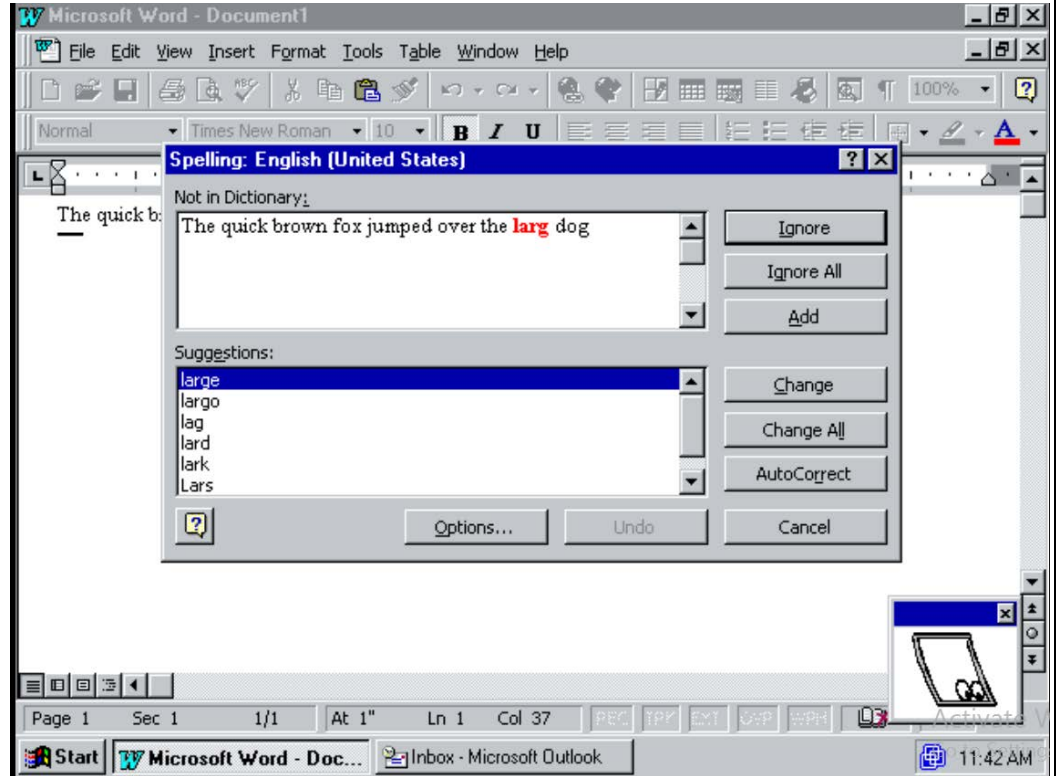 Microsoft Word - Document1
File Edit View Insert Format Tools Table Window Help
100%
Normal Times New Roman 10 B I U A
Spelling: English (United States)
The quick b
Not in Dictionary:
The quick brown fox jumped over the larg dog
Ignore
Ignore All
Add
Suggestions:
large
largo
lag
lard
lark
Lars
Change
Change All
AutoCorrect
Options... Undo Cancel
Page 1 Sec 1 1/1 At 1" Ln 1 Col 37 REC TRK EXT OVR WPH
Activate
Start Microsoft Word - Doc... Inbox - Microsoft Outlook 11:42 AM